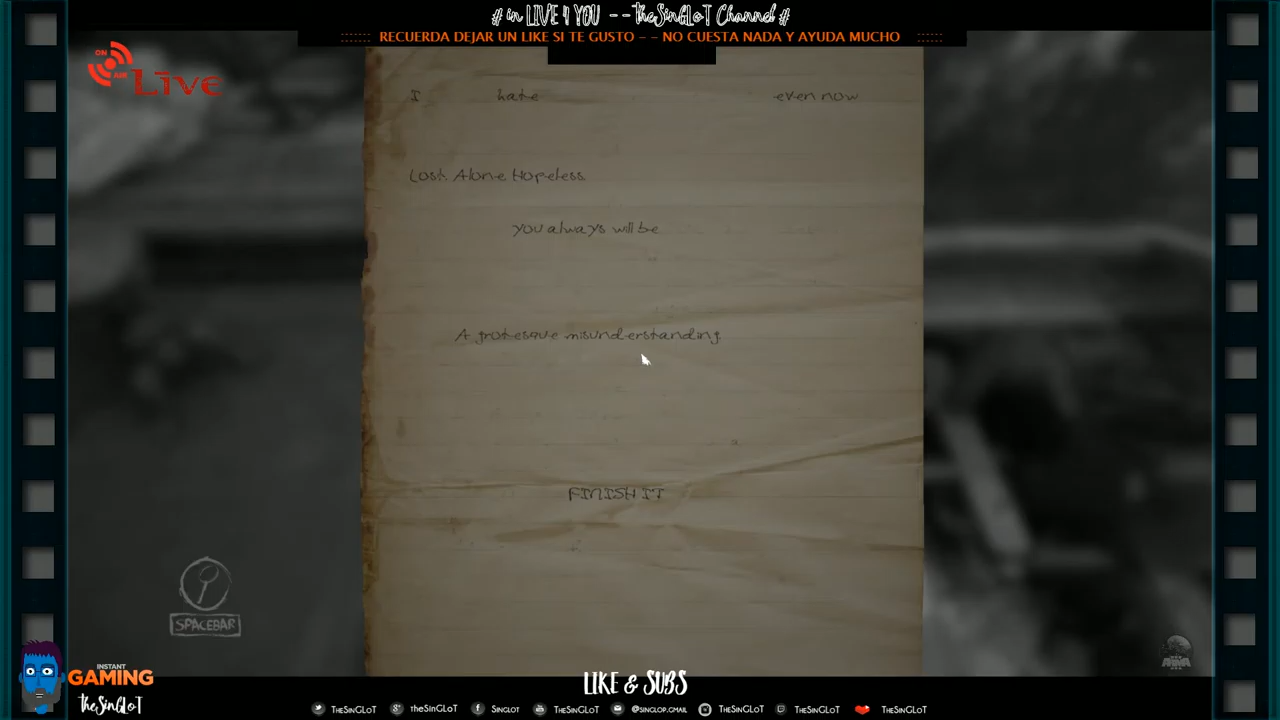 # in LIVE 4 YOU - - TheSinGLoT Channel #
RECUERDA DEJAR UN LIKE SI TE GUSTO - - NO CUESTA NADA Y AYUDA MUCHO
ON
AIR
LIVE
I hate even now
Lost. Alone. Hopeless.
you always will be
A grotesque misunderstanding.
FINISH IT
SPACEBAR
INSTANT
GAMING
theSinGLoT
LIKE & SUBS
TheSinGLoT theSinGLOT Singlot TheSinGLoT @singlop.gmail TheSinGLoT TheSinGLoT TheSinGLoT